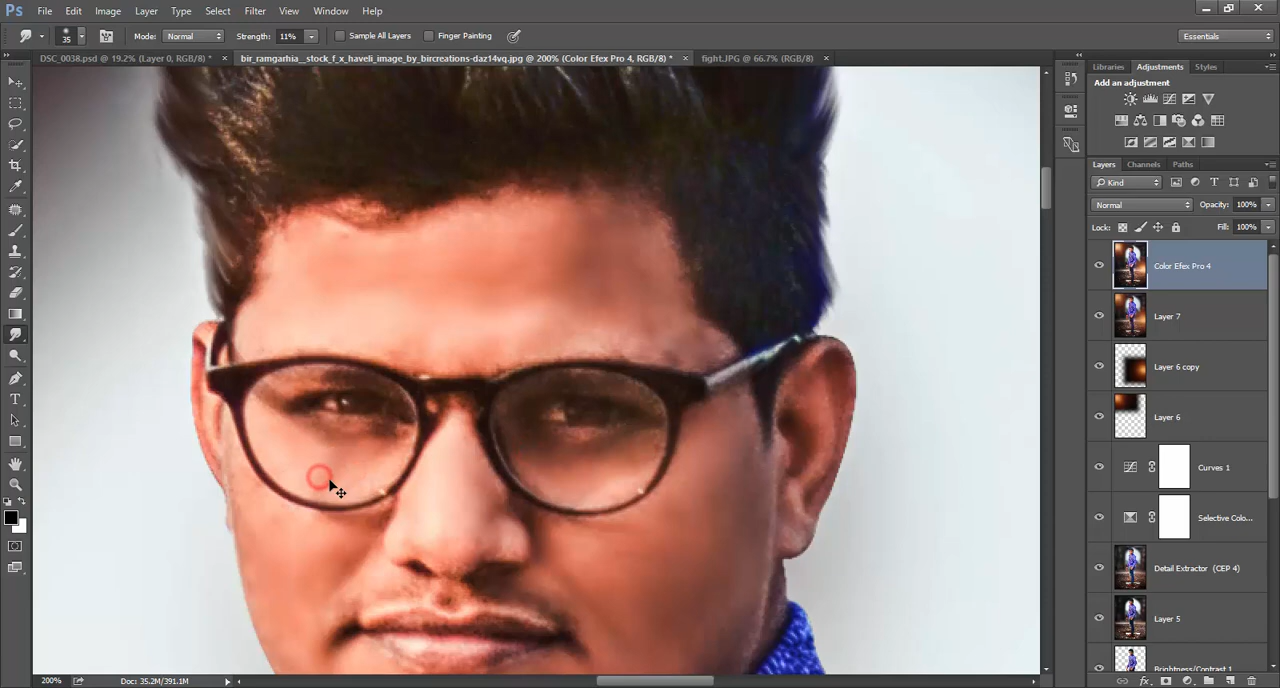 Ps File Edit Image Layer Type Select Filter View Window Help
35 Mode: Normal Strength: 11% Sample All Layers Finger Painting Essentials
DSC_0038.psd @ 19.2% (Layer 0, RGB/8) * × bir_ramgarhia__stock_f_x_haveli_image_by_bircreations-daz14vq.jpg @ 200% (Color Efex Pro 4, RGB/8) * × fight.JPG @ 66.7% (RGB/8) ×
Libraries Adjustments Styles
Add an adjustment
Layers Channels Paths
Kind
Normal Opacity: 100%
Lock: Fill: 100%
Color Efex Pro 4
Layer 7
Layer 6 copy
Layer 6
Curves 1
Selective Colo...
Detail Extractor (CEP 4)
Layer 5
Brightness/Contrast 1
200% Doc: 35.2M/391.1M